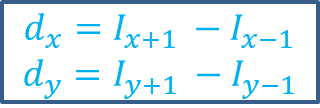 d_x = I_{x+1} - I_{x-1}
d_y = I_{y+1} - I_{y-1}